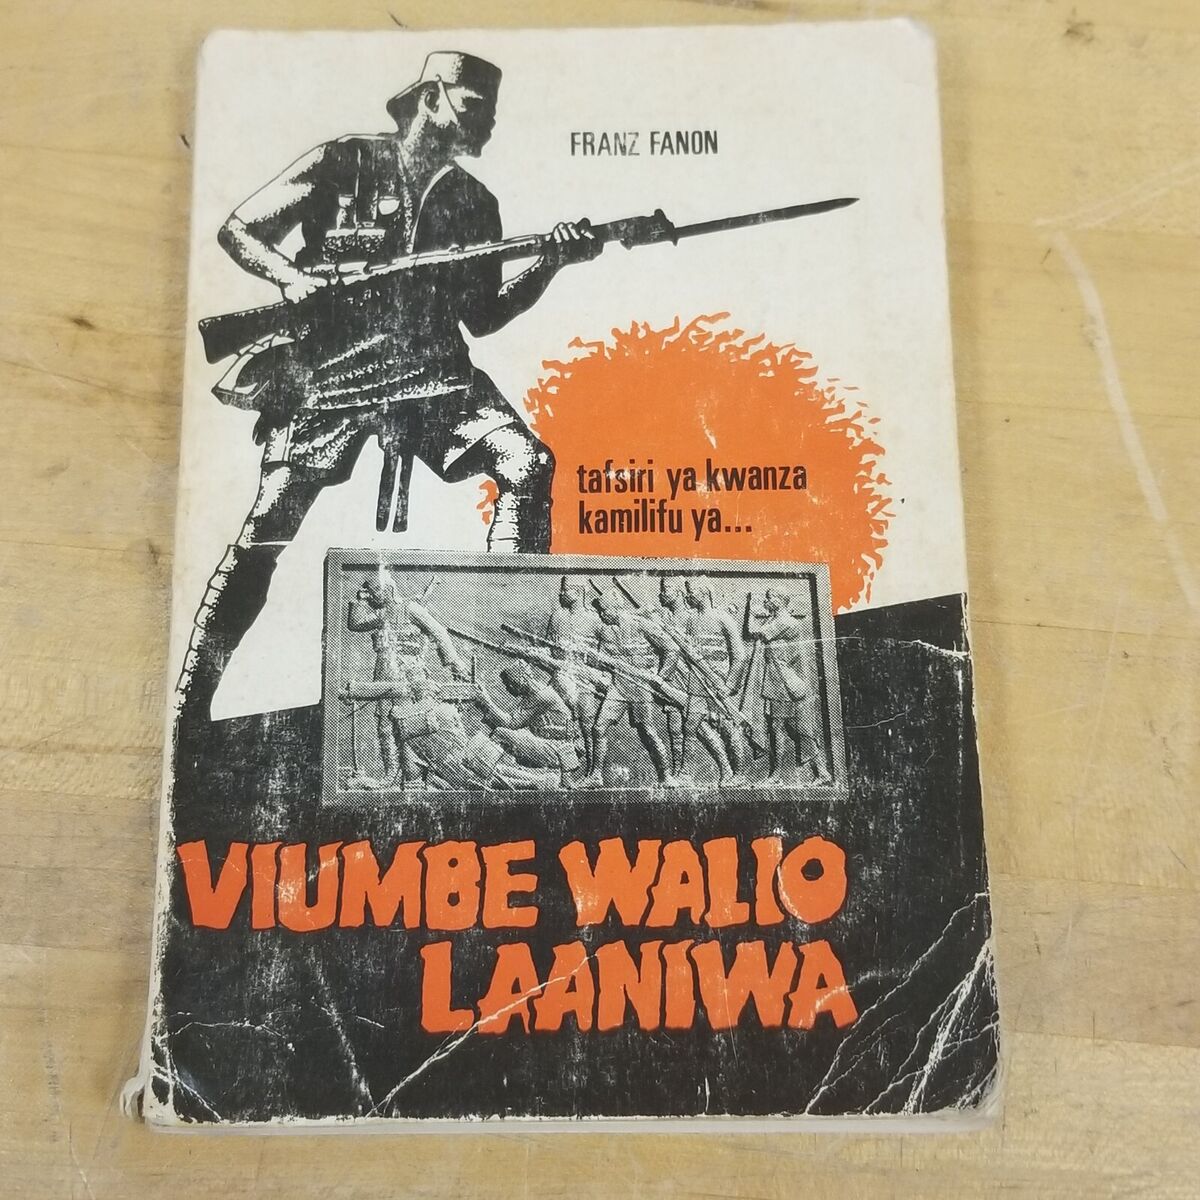 FRANZ FANON
tafsiri ya kwanza
kamilifu ya...
VIUMBE WALIO
LAANIWA